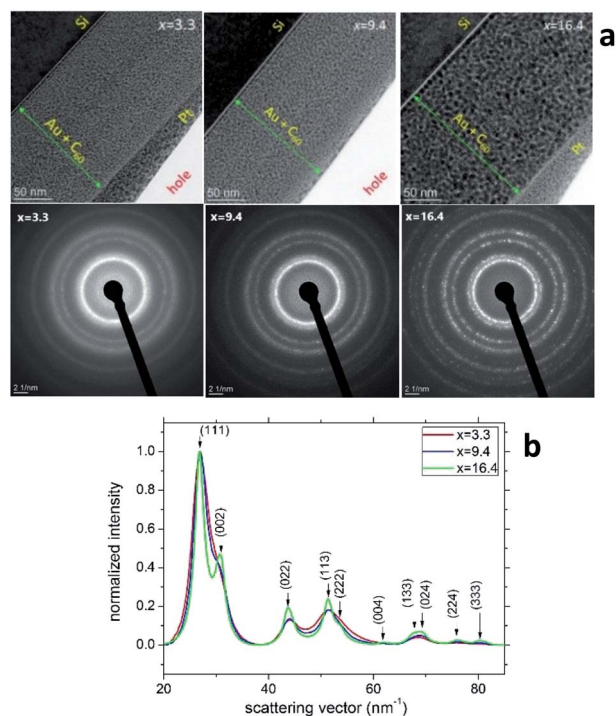 Si
x=3.3
Au + C60
Pt
hole
50 nm
Si
x=9.4
Au + C60
hole
50 nm
Si
x=16.4
Au + C60
Pt
50 nm
a
x=3.3
2 1/nm
x=9.4
2 1/nm
x=16.4
2 1/nm
b
normalized intensity
1.0
0.8
0.6
0.4
0.2
0.0
(111)
(002)
(022)
(113)
(222)
(004)
(133)
(024)
(224)
(333)
x=3.3
x=9.4
x=16.4
20
40
60
80
scattering vector (nm⁻¹)